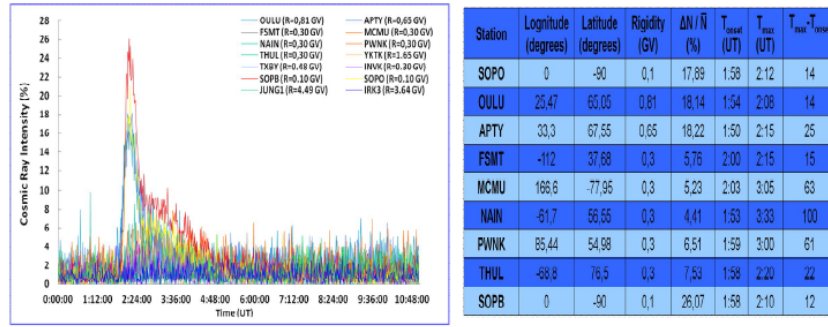 OULU (R=0,81 GV) APTY (R=0,65 GV)
FSMT (R=0,30 GV) MCMU (R=0,30 GV)
NAIN (R=0,30 GV) PWNK (R=0,30 GV)
THUL (R=0,30 GV) YKTK (R=1.65 GV)
TXBY (R=0.48 GV) INVK (R=0.30 GV)
SOPB (R=0.10 GV) SOPO (R=0.10 GV)
JUNG1 (R=4.49 GV) IRK3 (R=3.64 GV)
Cosmic Ray Intensity (%)
28
26
24
22
20
18
16
14
12
10
8
6
4
2
0
0:00:00 1:12:00 2:24:00 3:36:00 4:48:00 6:00:00 7:12:00 8:24:00 9:36:00 10:48:00
Time (UT)
Station Lognitude (degrees) Latitude (degrees) Rigidity (GV) ΔN / N̄ (%) Tonset (UT) Tmax (UT) Tmax-Tonset
SOPO 0 -90 0,1 17,89 1:58 2:12 14
OULU 25,47 65,05 0,81 18,14 1:54 2:08 14
APTY 33,3 67,55 0,65 18,22 1:50 2:15 25
FSMT -112 37,68 0,3 5,76 2:00 2:15 15
MCMU 166,6 -77,95 0,3 5,23 2:03 3:05 63
NAIN -61,7 56,55 0,3 4,41 1:53 3:33 100
PWNK 85,44 54,98 0,3 6,51 1:59 3:00 61
THUL -68,8 76,5 0,3 7,53 1:58 2:20 22
SOPB 0 -90 0,1 26,07 1:58 2:10 12